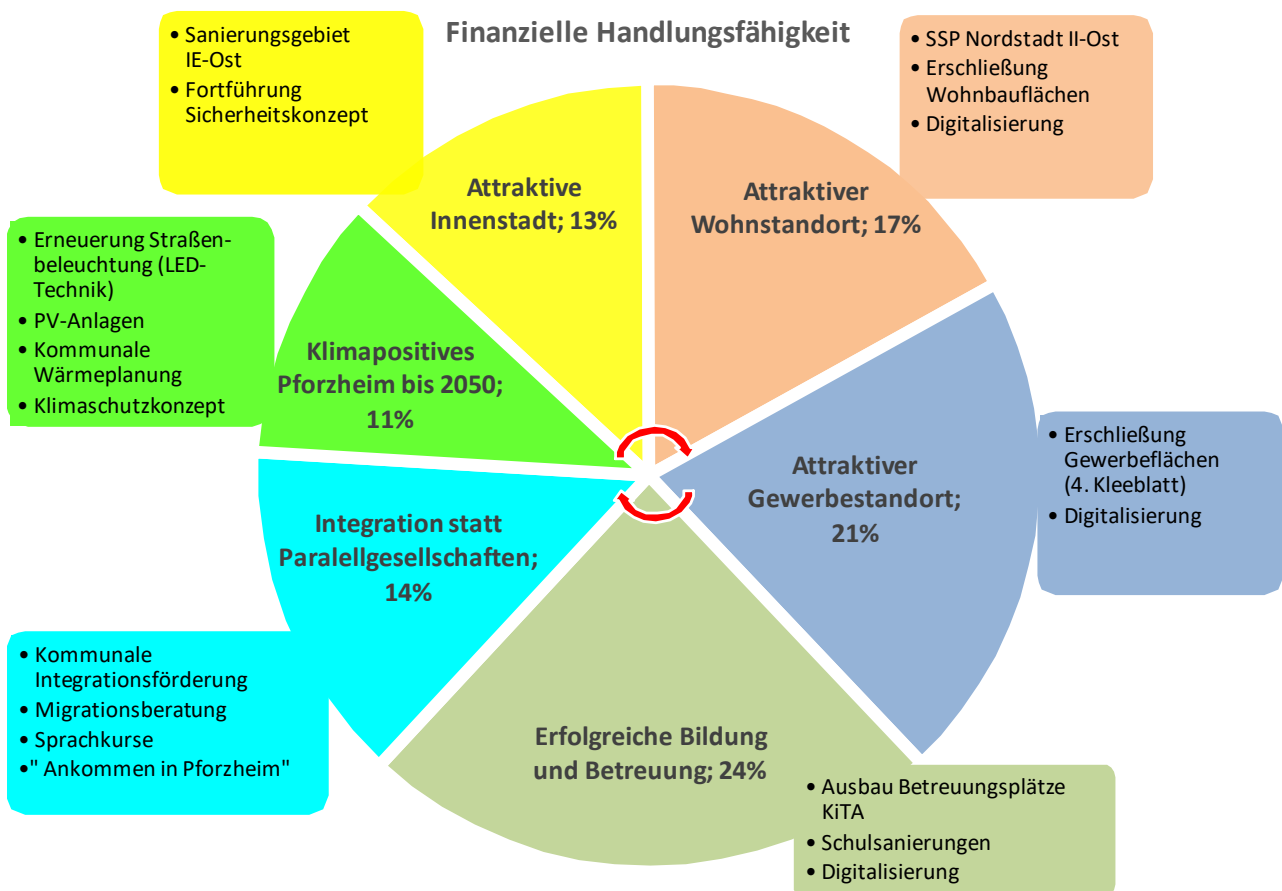 Finanzielle Handlungsfähigkeit
• Sanierungsgebiet
IE-Ost
• Fortführung
Sicherheitskonzept
• SSP Nordstadt II-Ost
• Erschließung
Wohnbauflächen
• Digitalisierung
Attraktive
Innenstadt; 13%
Attraktiver
Wohnstandort; 17%
• Erneuerung Straßen-
beleuchtung (LED-
Technik)
• PV-Anlagen
• Kommunale
Wärmeplanung
• Klimaschutzkonzept
Klimapositives
Pforzheim bis 2050;
11%
Attraktiver
Gewerbestandort;
21%
• Erschließung
Gewerbeflächen
(4. Kleeblatt)
• Digitalisierung
Integration statt
Paralellgesellschaften;
14%
• Kommunale
Integrationsförderung
• Migrationsberatung
• Sprachkurse
•" Ankommen in Pforzheim"
Erfolgreiche Bildung
und Betreuung; 24%
• Ausbau Betreuungsplätze
KiTA
• Schulsanierungen
• Digitalisierung